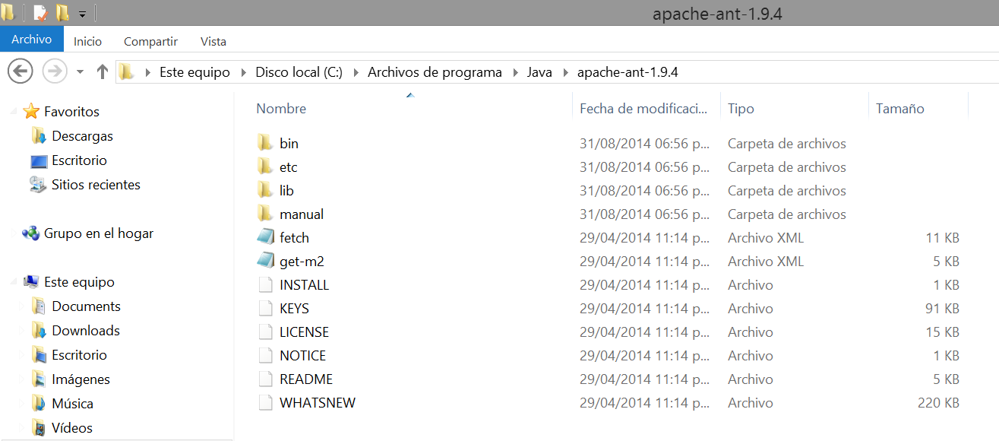 apache-ant-1.9.4
Archivo Inicio Compartir Vista
Este equipo Disco local (C:) Archivos de programa Java apache-ant-1.9.4
Favoritos
Descargas
Escritorio
Sitios recientes
Grupo en el hogar
Este equipo
Documents
Downloads
Escritorio
Imágenes
Música
Vídeos
Nombre Fecha de modificaci... Tipo Tamaño
bin 31/08/2014 06:56 p... Carpeta de archivos
etc 31/08/2014 06:56 p... Carpeta de archivos
lib 31/08/2014 06:56 p... Carpeta de archivos
manual 31/08/2014 06:56 p... Carpeta de archivos
fetch 29/04/2014 11:14 p... Archivo XML 11 KB
get-m2 29/04/2014 11:14 p... Archivo XML 5 KB
INSTALL 29/04/2014 11:14 p... Archivo 1 KB
KEYS 29/04/2014 11:14 p... Archivo 91 KB
LICENSE 29/04/2014 11:14 p... Archivo 15 KB
NOTICE 29/04/2014 11:14 p... Archivo 1 KB
README 29/04/2014 11:14 p... Archivo 5 KB
WHATSNEW 29/04/2014 11:14 p... Archivo 220 KB